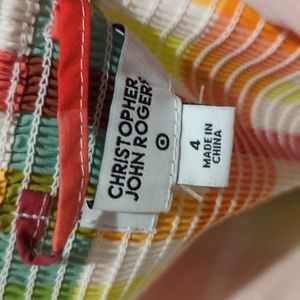 CHRISTOPHER
JOHN ROGERS
4
MADE IN
CHINA